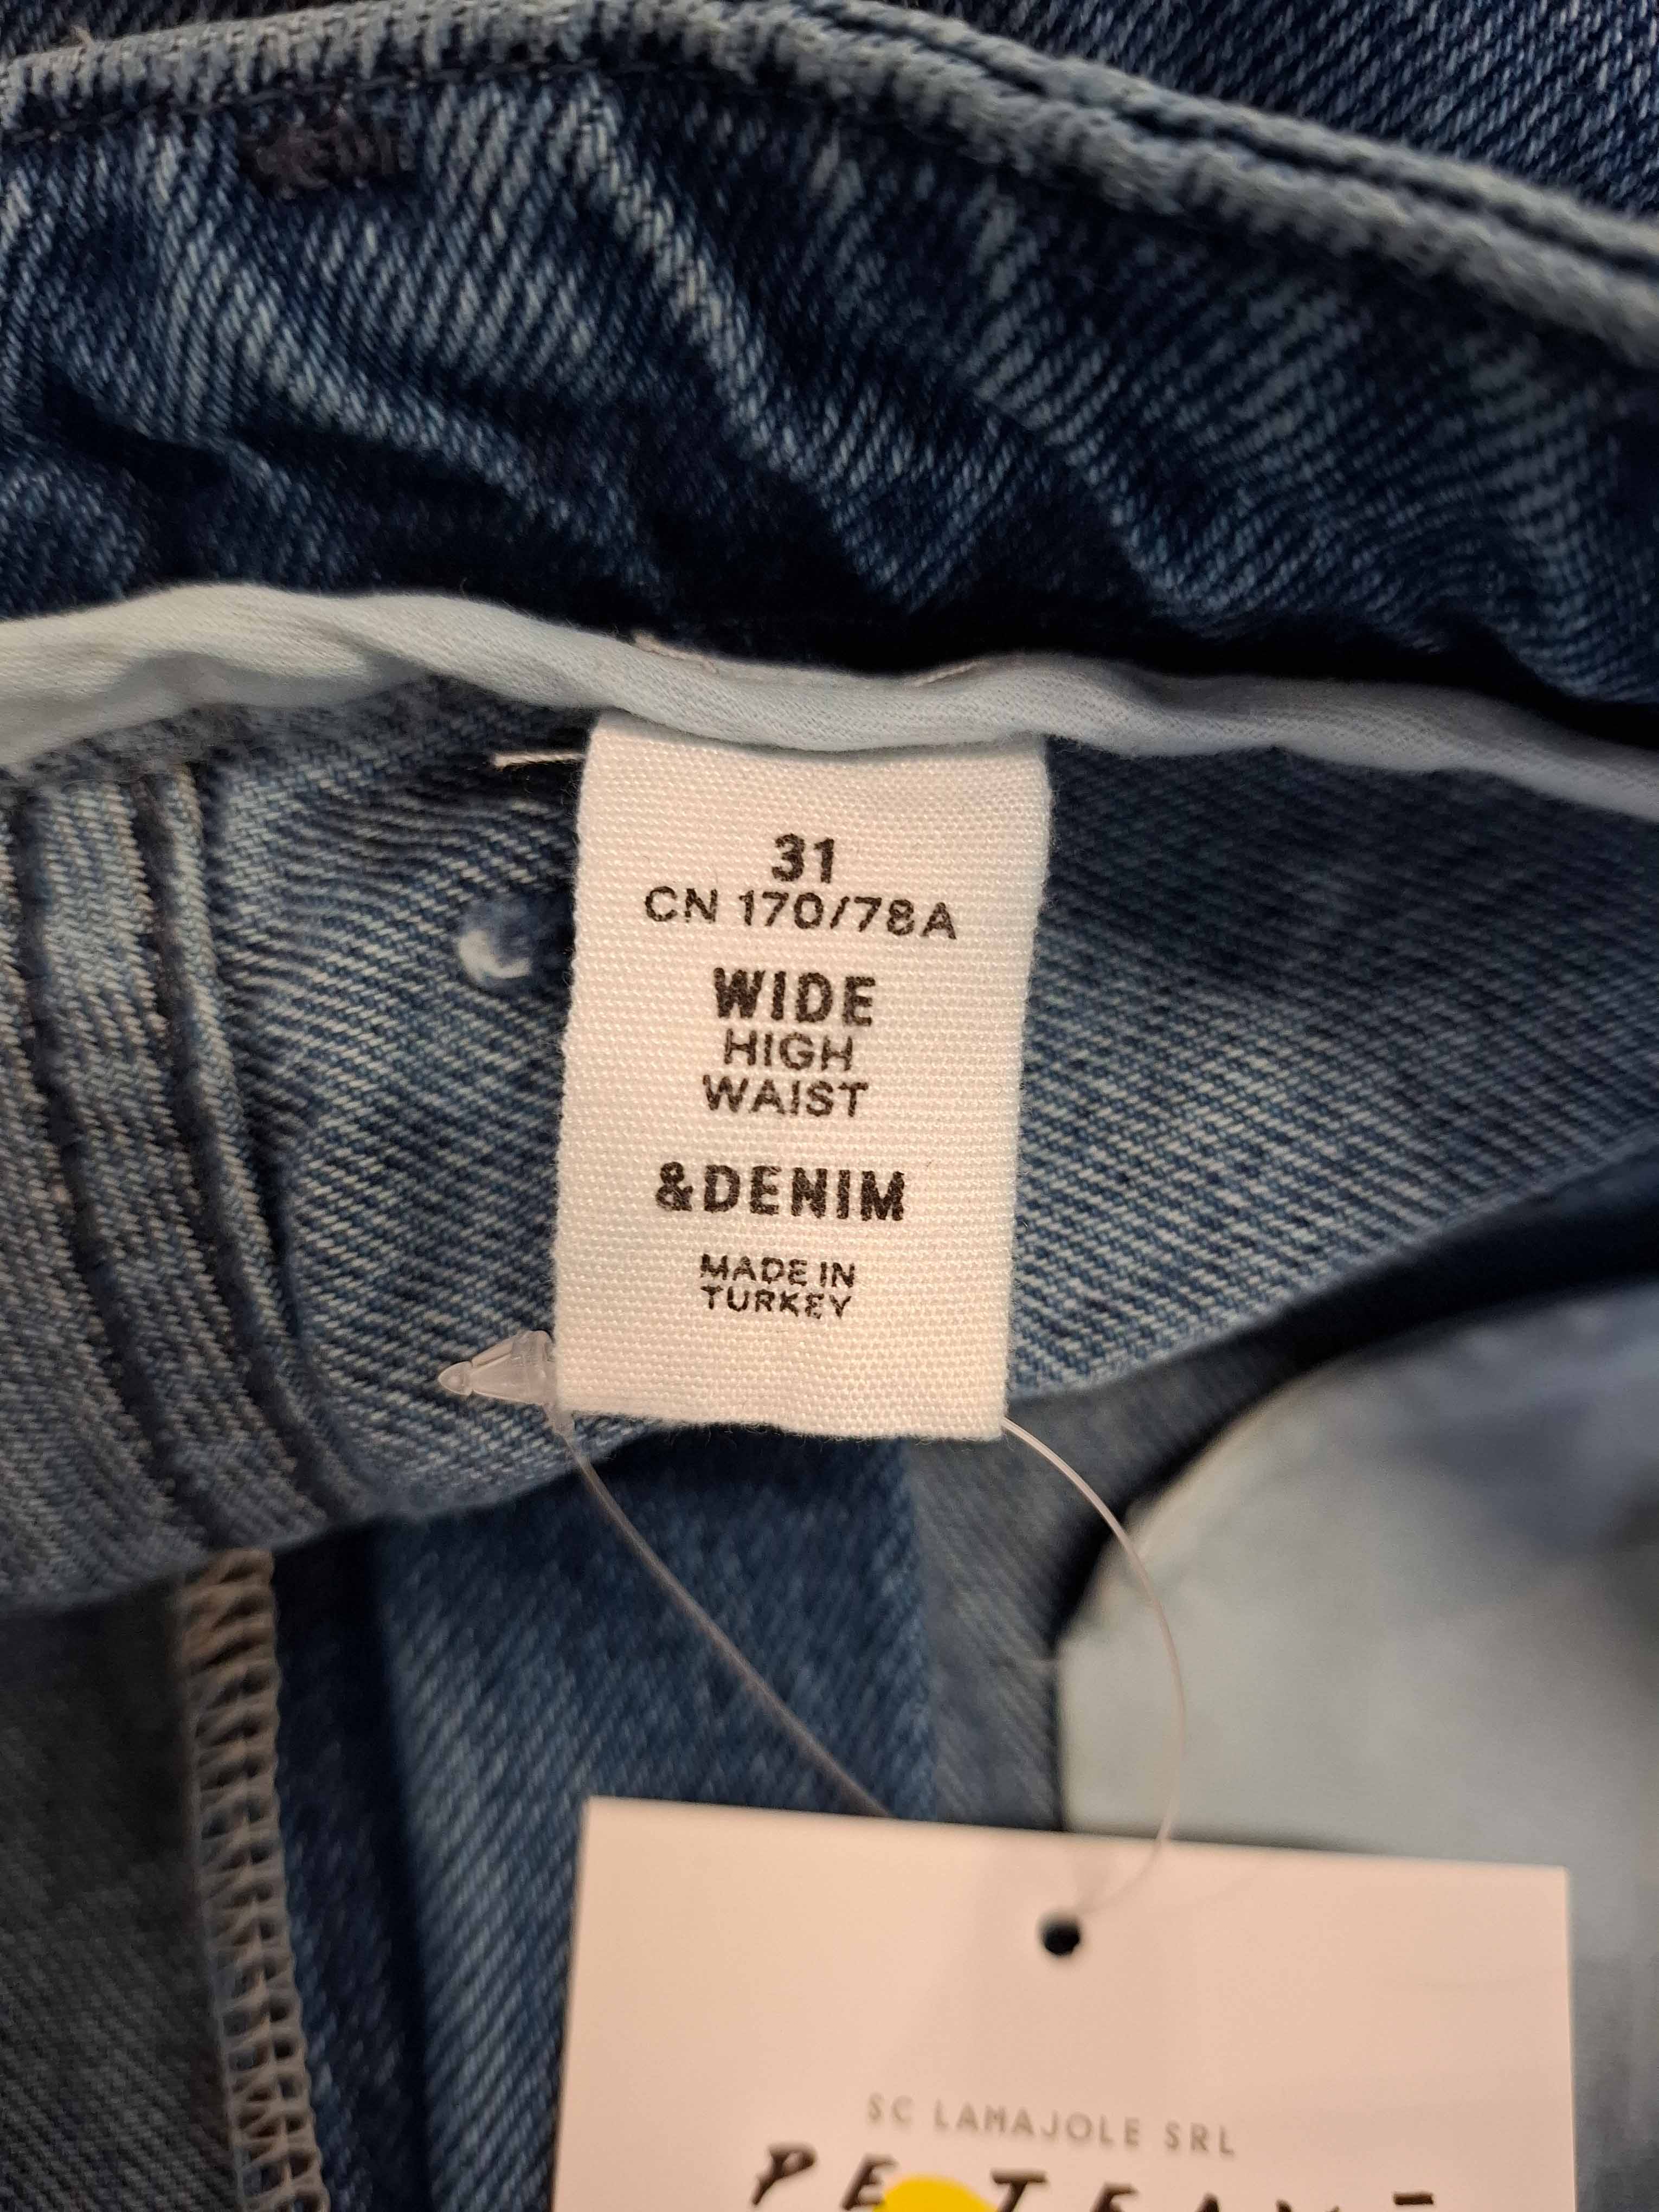 31
CN 170/78A
WIDE
HIGH
WAIST
&DENIM
MADE IN
TURKEY
SC LAMAJOLE SRL